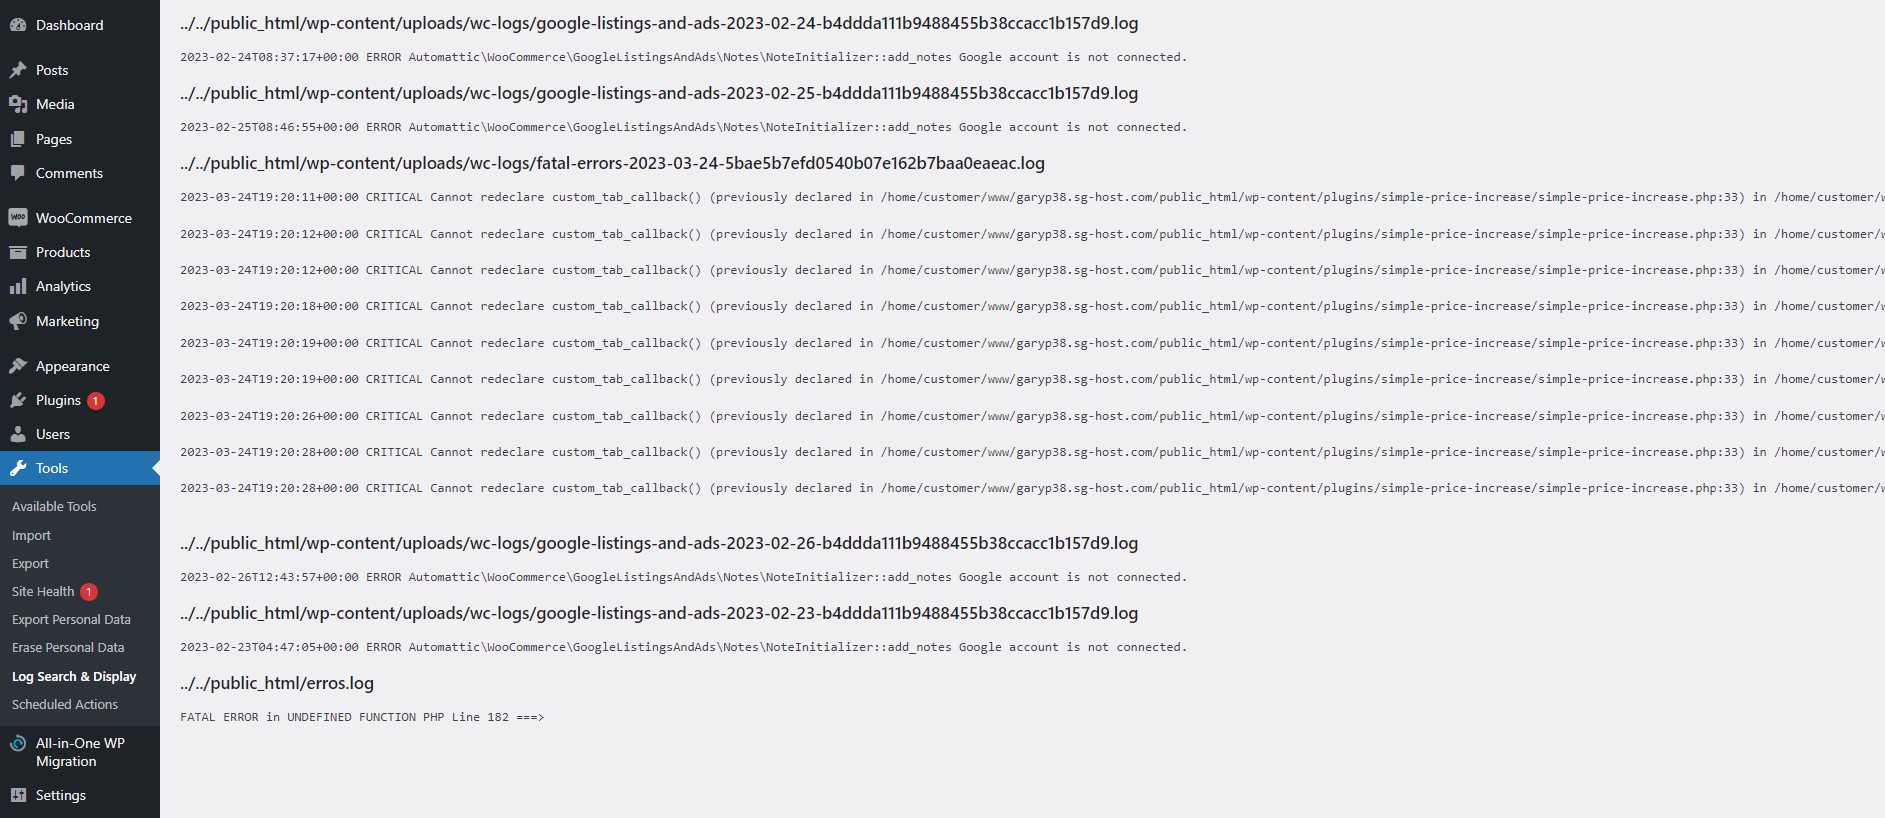 Dashboard
Posts
Media
Pages
Comments
WooCommerce
Products
Analytics
Marketing
Appearance
Plugins 1
Users
Tools
Available Tools
Import
Export
Site Health 1
Export Personal Data
Erase Personal Data
Log Search & Display
Scheduled Actions
All-in-One WP
Migration
Settings
../../public_html/wp-content/uploads/wc-logs/google-listings-and-ads-2023-02-24-b4ddda111b9488455b38ccacc1b157d9.log
2023-02-24T08:37:17+00:00 ERROR Automattic\WooCommerce\GoogleListingsAndAds\Notes\NoteInitializer::add_notes Google account is not connected.
../../public_html/wp-content/uploads/wc-logs/google-listings-and-ads-2023-02-25-b4ddda111b9488455b38ccacc1b157d9.log
2023-02-25T08:46:55+00:00 ERROR Automattic\WooCommerce\GoogleListingsAndAds\Notes\NoteInitializer::add_notes Google account is not connected.
../../public_html/wp-content/uploads/wc-logs/fatal-errors-2023-03-24-5bae5b7efd0540b07e162b7baa0eaeac.log
2023-03-24T19:20:11+00:00 CRITICAL Cannot redeclare custom_tab_callback() (previously declared in /home/customer/www/garyp38.sg-host.com/public_html/wp-content/plugins/simple-price-increase/simple-price-increase.php:33) in /home/customer/w
2023-03-24T19:20:12+00:00 CRITICAL Cannot redeclare custom_tab_callback() (previously declared in /home/customer/www/garyp38.sg-host.com/public_html/wp-content/plugins/simple-price-increase/simple-price-increase.php:33) in /home/customer/w
2023-03-24T19:20:12+00:00 CRITICAL Cannot redeclare custom_tab_callback() (previously declared in /home/customer/www/garyp38.sg-host.com/public_html/wp-content/plugins/simple-price-increase/simple-price-increase.php:33) in /home/customer/w
2023-03-24T19:20:18+00:00 CRITICAL Cannot redeclare custom_tab_callback() (previously declared in /home/customer/www/garyp38.sg-host.com/public_html/wp-content/plugins/simple-price-increase/simple-price-increase.php:33) in /home/customer/w
2023-03-24T19:20:19+00:00 CRITICAL Cannot redeclare custom_tab_callback() (previously declared in /home/customer/www/garyp38.sg-host.com/public_html/wp-content/plugins/simple-price-increase/simple-price-increase.php:33) in /home/customer/w
2023-03-24T19:20:19+00:00 CRITICAL Cannot redeclare custom_tab_callback() (previously declared in /home/customer/www/garyp38.sg-host.com/public_html/wp-content/plugins/simple-price-increase/simple-price-increase.php:33) in /home/customer/w
2023-03-24T19:20:26+00:00 CRITICAL Cannot redeclare custom_tab_callback() (previously declared in /home/customer/www/garyp38.sg-host.com/public_html/wp-content/plugins/simple-price-increase/simple-price-increase.php:33) in /home/customer/w
2023-03-24T19:20:28+00:00 CRITICAL Cannot redeclare custom_tab_callback() (previously declared in /home/customer/www/garyp38.sg-host.com/public_html/wp-content/plugins/simple-price-increase/simple-price-increase.php:33) in /home/customer/w
2023-03-24T19:20:28+00:00 CRITICAL Cannot redeclare custom_tab_callback() (previously declared in /home/customer/www/garyp38.sg-host.com/public_html/wp-content/plugins/simple-price-increase/simple-price-increase.php:33) in /home/customer/w
../../public_html/wp-content/uploads/wc-logs/google-listings-and-ads-2023-02-26-b4ddda111b9488455b38ccacc1b157d9.log
2023-02-26T12:43:57+00:00 ERROR Automattic\WooCommerce\GoogleListingsAndAds\Notes\NoteInitializer::add_notes Google account is not connected.
../../public_html/wp-content/uploads/wc-logs/google-listings-and-ads-2023-02-23-b4ddda111b9488455b38ccacc1b157d9.log
2023-02-23T04:47:05+00:00 ERROR Automattic\WooCommerce\GoogleListingsAndAds\Notes\NoteInitializer::add_notes Google account is not connected.
../../public_html/erros.log
FATAL ERROR in UNDEFINED FUNCTION PHP Line 182 ===>